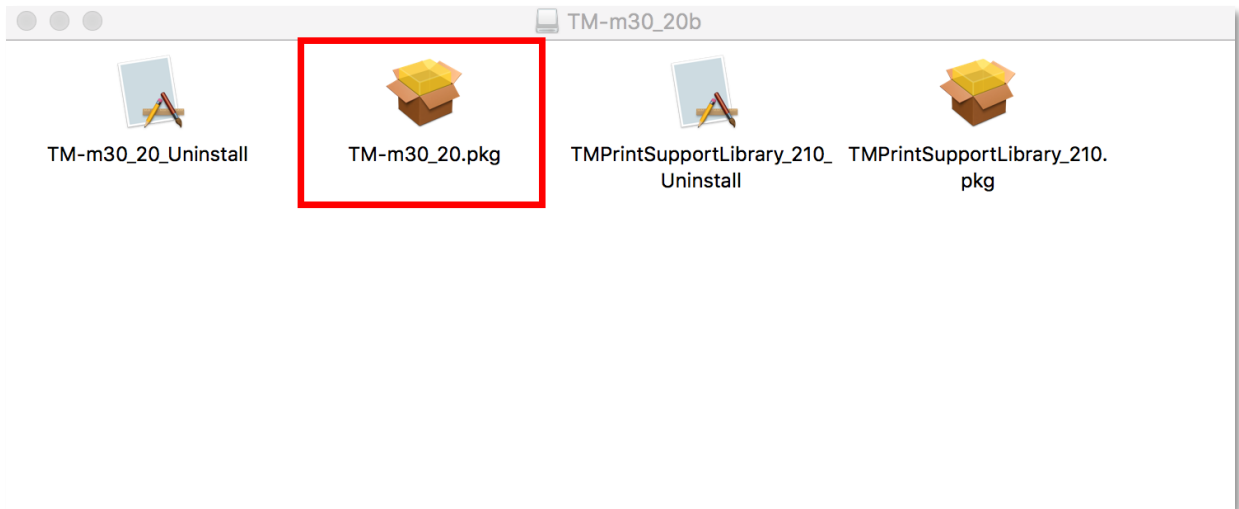 TM-m30_20b
TM-m30_20_Uninstall
TM-m30_20.pkg
TMPrintSupportLibrary_210_
Uninstall
TMPrintSupportLibrary_210.
pkg